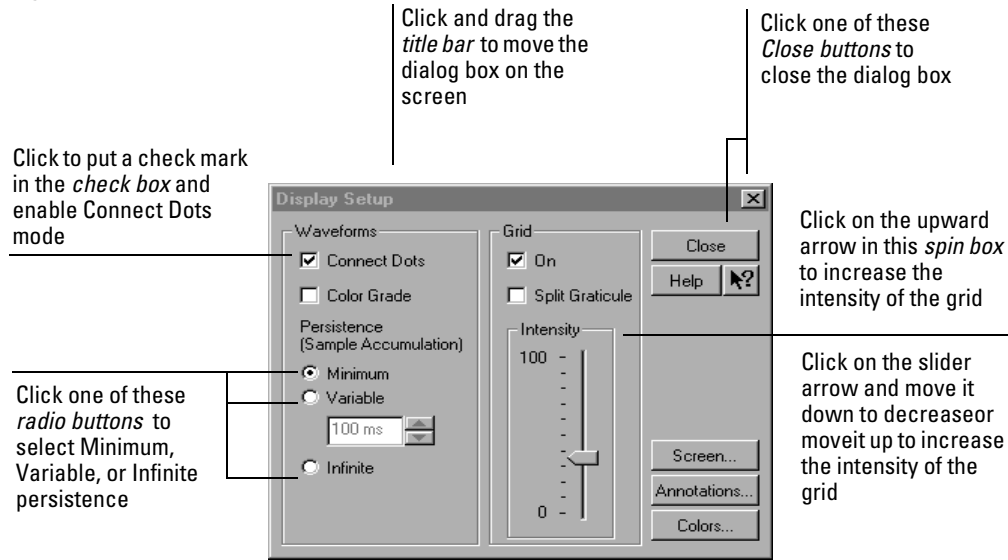 Click and drag the
title bar to move the
dialog box on the
screen
Click one of these
Close buttons to
close the dialog box
Click to put a check mark
in the check box and
enable Connect Dots
mode
Display Setup
Waveforms
Connect Dots
Color Grade
Persistence
(Sample Accumulation)
Minimum
Variable
100 ms
Infinite
Grid
On
Split Graticule
Intensity
100
0
Close
Help
?
Screen...
Annotations...
Colors...
Click one of these
radio buttons to
select Minimum,
Variable, or Infinite
persistence
Click on the upward
arrow in this spin box
to increase the
intensity of the grid
Click on the slider
arrow and move it
down to decreaseor
moveit up to increase
the intensity of the
grid